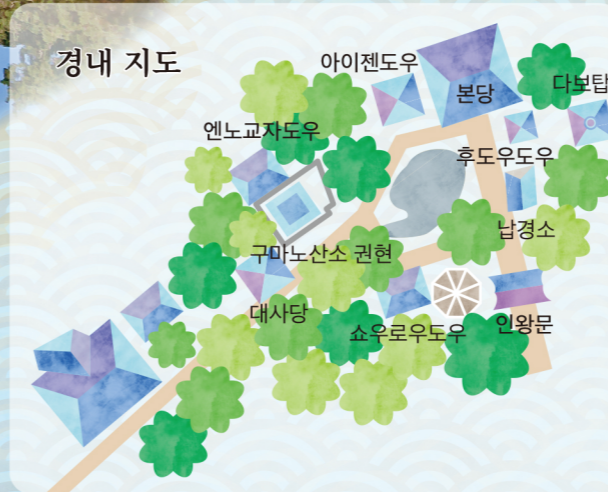 경내 지도
아이젠도우
본당
다보탑
엔노교자도우
후도우도우
납경소
구마노산소 권현
대사당
쇼우로우도우
인왕문